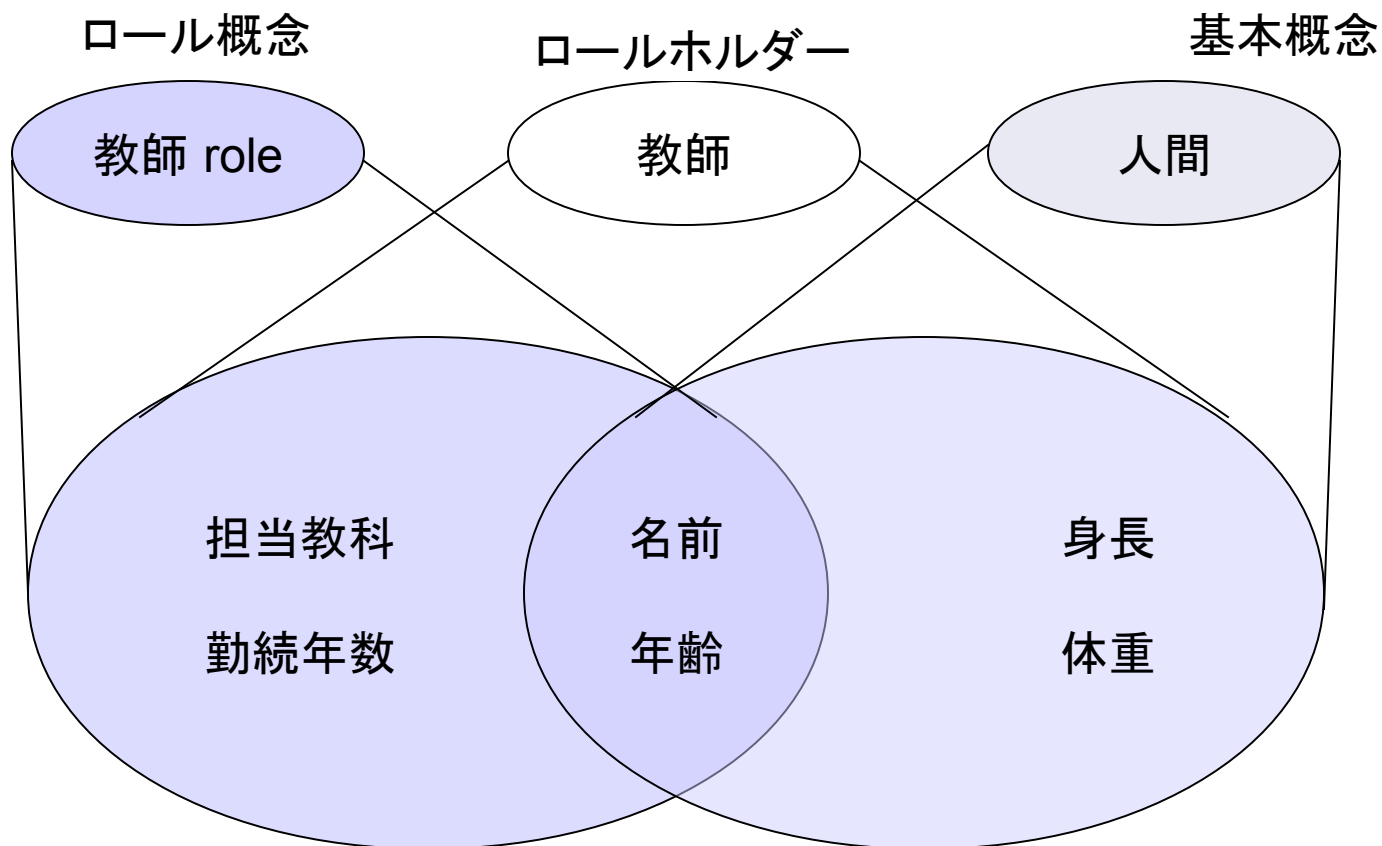 ロール概念
ロールホルダー
基本概念
教師 role
教師
人間
担当教科
名前
身長
勤続年数
年齢
体重